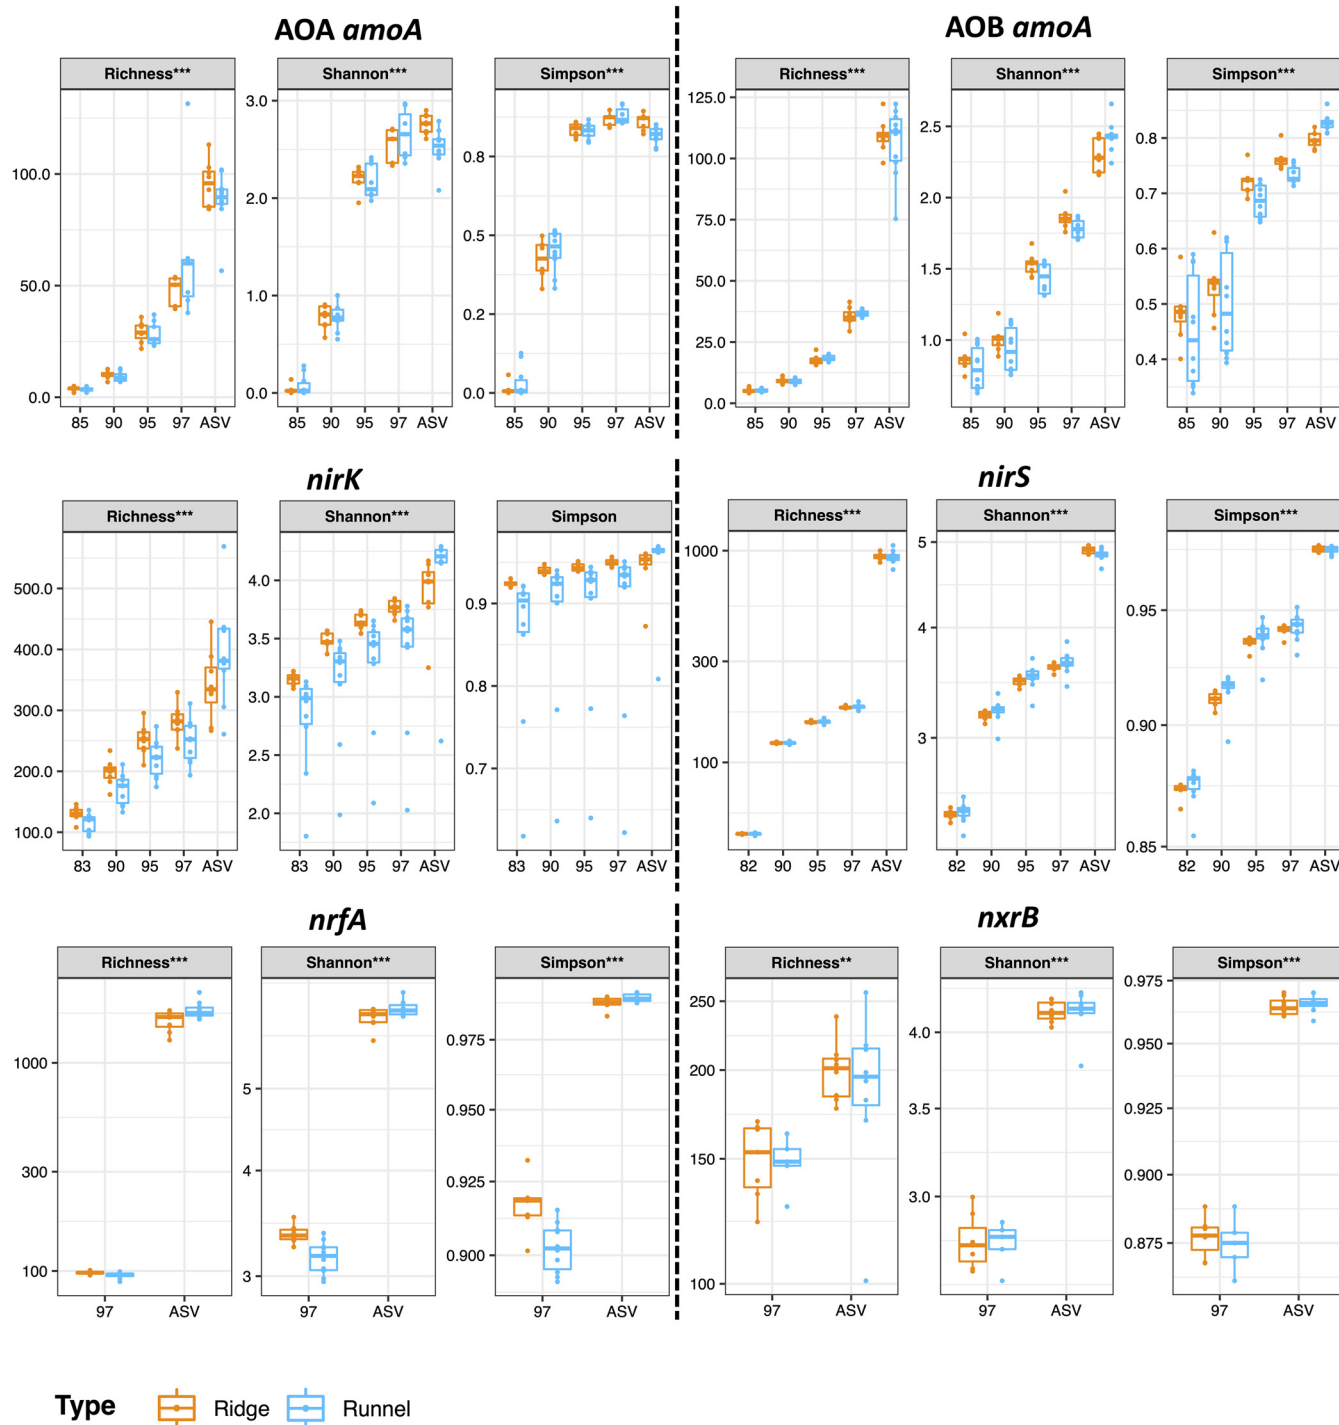 AOA amoA
AOB amoA
Richness***
Shannon***
Simpson***
Richness***
Shannon***
Simpson***
100.0
50.0
0.0
3.0
2.0
1.0
0.0
0.8
0.5
0.2
0.0
125.0
100.0
75.0
50.0
25.0
0.0
2.5
2.0
1.5
1.0
0.8
0.7
0.6
0.5
0.4
85 90 95 97 ASV
85 90 95 97 ASV
85 90 95 97 ASV
85 90 95 97 ASV
85 90 95 97 ASV
85 90 95 97 ASV
nirK
nirS
Richness***
Shannon***
Simpson
Richness***
Shannon***
Simpson***
500.0
400.0
300.0
200.0
100.0
4.0
3.5
3.0
2.5
2.0
0.9
0.8
0.7
1000
300
100
5
4
3
0.95
0.90
0.85
83 90 95 97 ASV
83 90 95 97 ASV
83 90 95 97 ASV
82 90 95 97 ASV
82 90 95 97 ASV
82 90 95 97 ASV
nrfA
nxrB
Richness***
Shannon***
Simpson***
Richness**
Shannon***
Simpson***
1000
300
100
5
4
3
0.975
0.950
0.925
0.900
250
200
150
100
4.0
3.5
3.0
0.975
0.950
0.925
0.900
0.875
97 ASV
97 ASV
97 ASV
97 ASV
97 ASV
97 ASV
Type Ridge Runnel